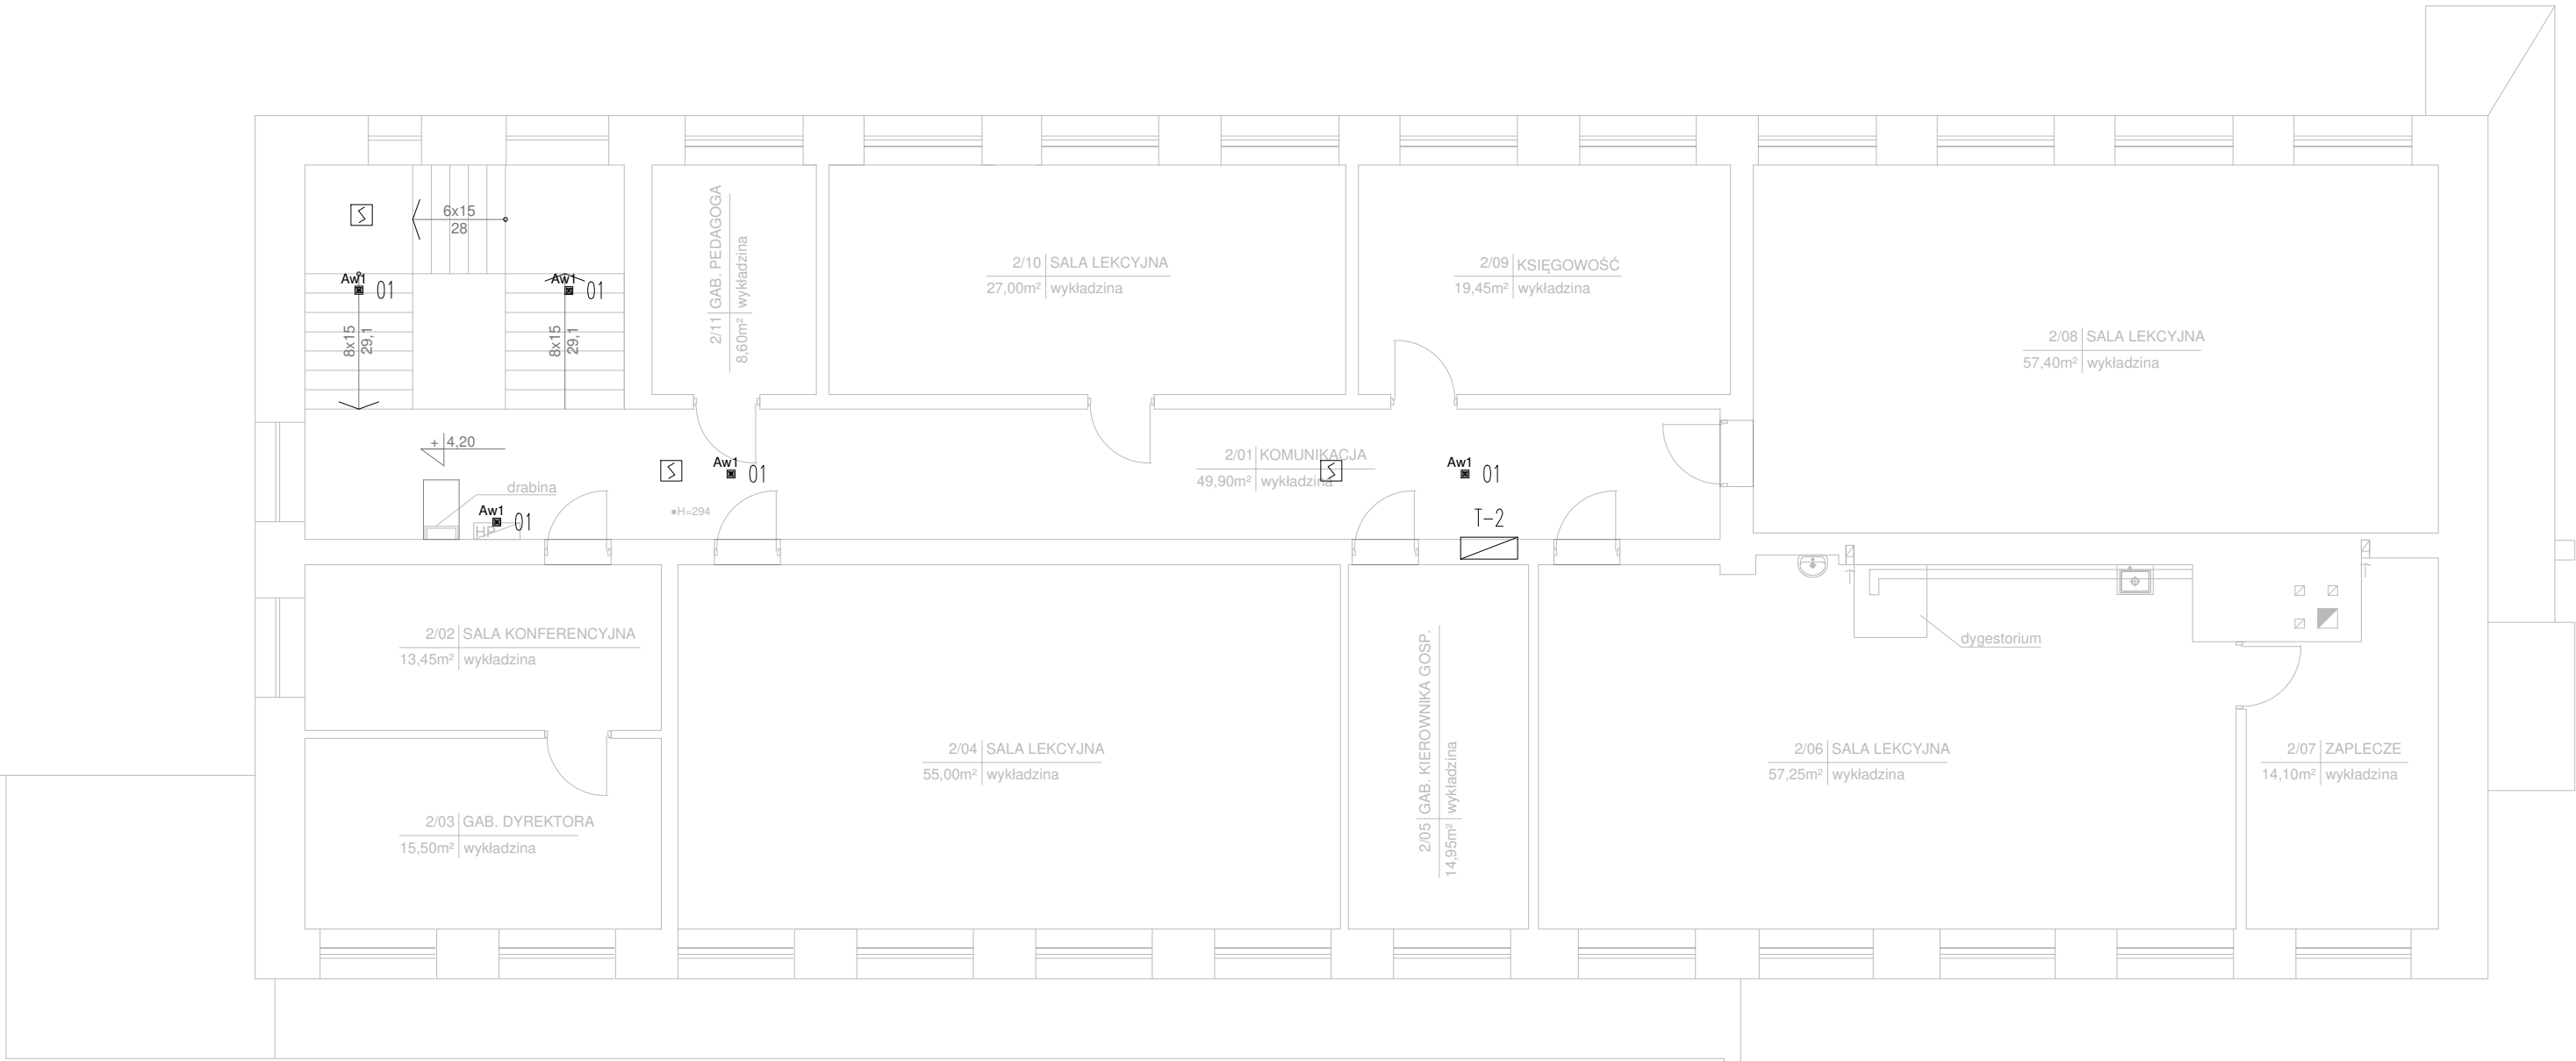 6x15
28
Aw1
01
Aw1
01
8x15
29,1
8x15
29,1
2/11 GAB. PEDAGOGA
8,60m² wykładzina
2/10 SALA LEKCYJNA
27,00m² wykładzina
2/09 KSIĘGOWOŚĆ
19,45m² wykładzina
2/08 SALA LEKCYJNA
57,40m² wykładzina
+ 4,20
drabina
Aw1
01
HP
Aw1
01
H=294
2/01 KOMUNIKACJA
49,90m² wykładzina
Aw1
01
T-2
2/02 SALA KONFERENCYJNA
13,45m² wykładzina
2/03 GAB. DYREKTORA
15,50m² wykładzina
2/04 SALA LEKCYJNA
55,00m² wykładzina
2/05 GAB. KIEROWNIKA GOSP.
14,95m² wykładzina
2/06 SALA LEKCYJNA
57,25m² wykładzina
dygestorium
2/07 ZAPLECZE
14,10m² wykładzina